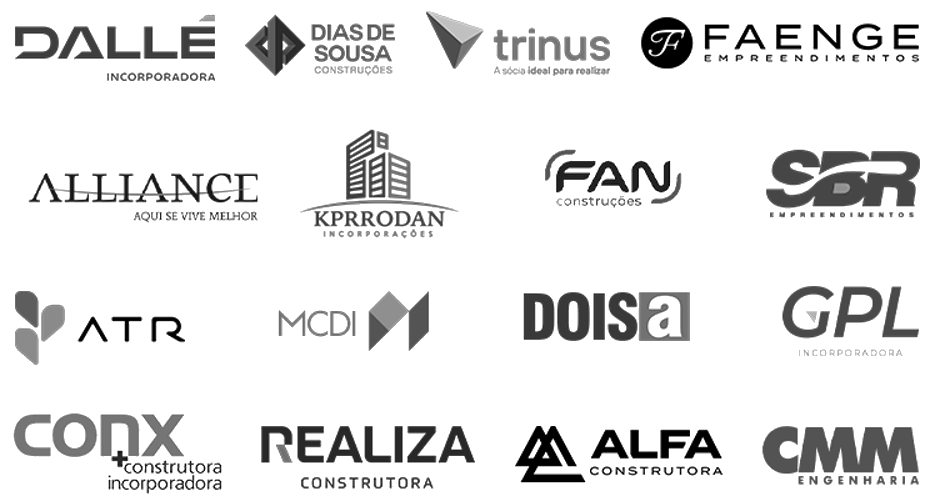 DALLÉ
INCORPORADORA
DIAS DE
SOUSA
CONSTRUÇÕES
trinus
A sócia ideal para realizar
F
FAENGE
EMPREENDIMENTOS
ALLIANCE
AQUI SE VIVE MELHOR
KPRRODAN
INCORPORAÇÕES
FAN
construções
SBR
EMPREENDIMENTOS
ATR
MCDI
DOISa
GPL
INCORPORADORA
conx
+construtora
incorporadora
REALIZA
CONSTRUTORA
ALFA
CONSTRUTORA
CMM
ENGENHARIA